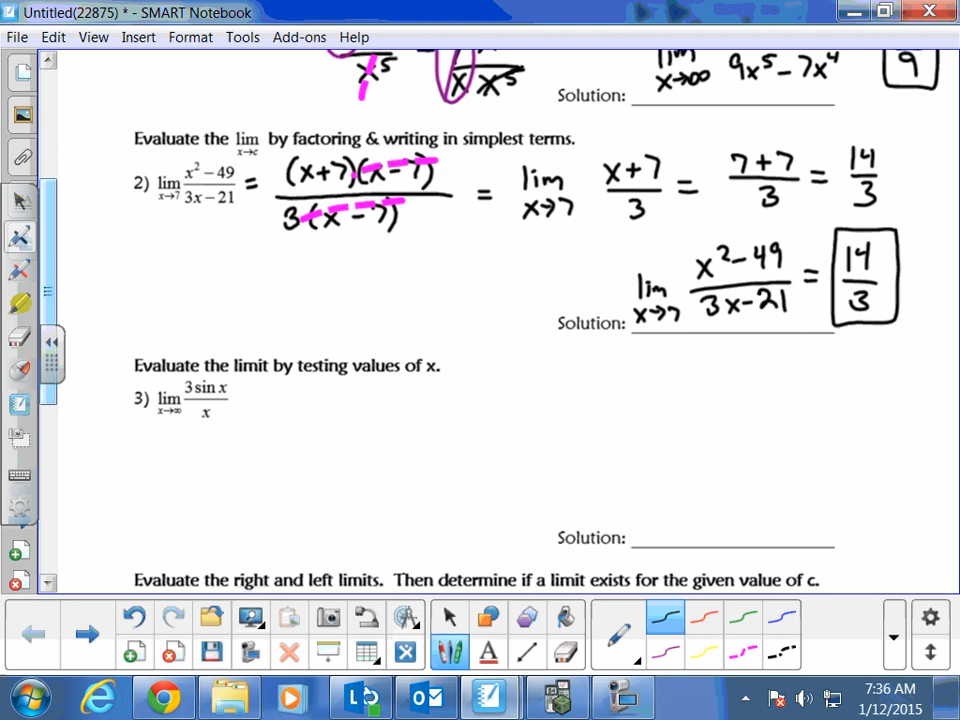 Untitled(22875) * - SMART Notebook
File Edit View Insert Format Tools Add-ons Help
x⁵ x x⁵
lim x→∞ 9x⁵ - 7x⁴ 9
Solution:
Evaluate the lim x→c by factoring & writing in simplest terms.
2) lim x→7 (x² - 49)/(3x - 21) = (x+7)(x-7)/3(x-7) = lim x→7 (x+7)/3 = (7+7)/3 = 14/3
lim x→7 (x²-49)/(3x-21) = 14/3
Solution:
Evaluate the limit by testing values of x.
3) lim x→∞ (3 sin x)/x
Solution:
Evaluate the right and left limits. Then determine if a limit exists for the given value of c.
7:36 AM
1/12/2015